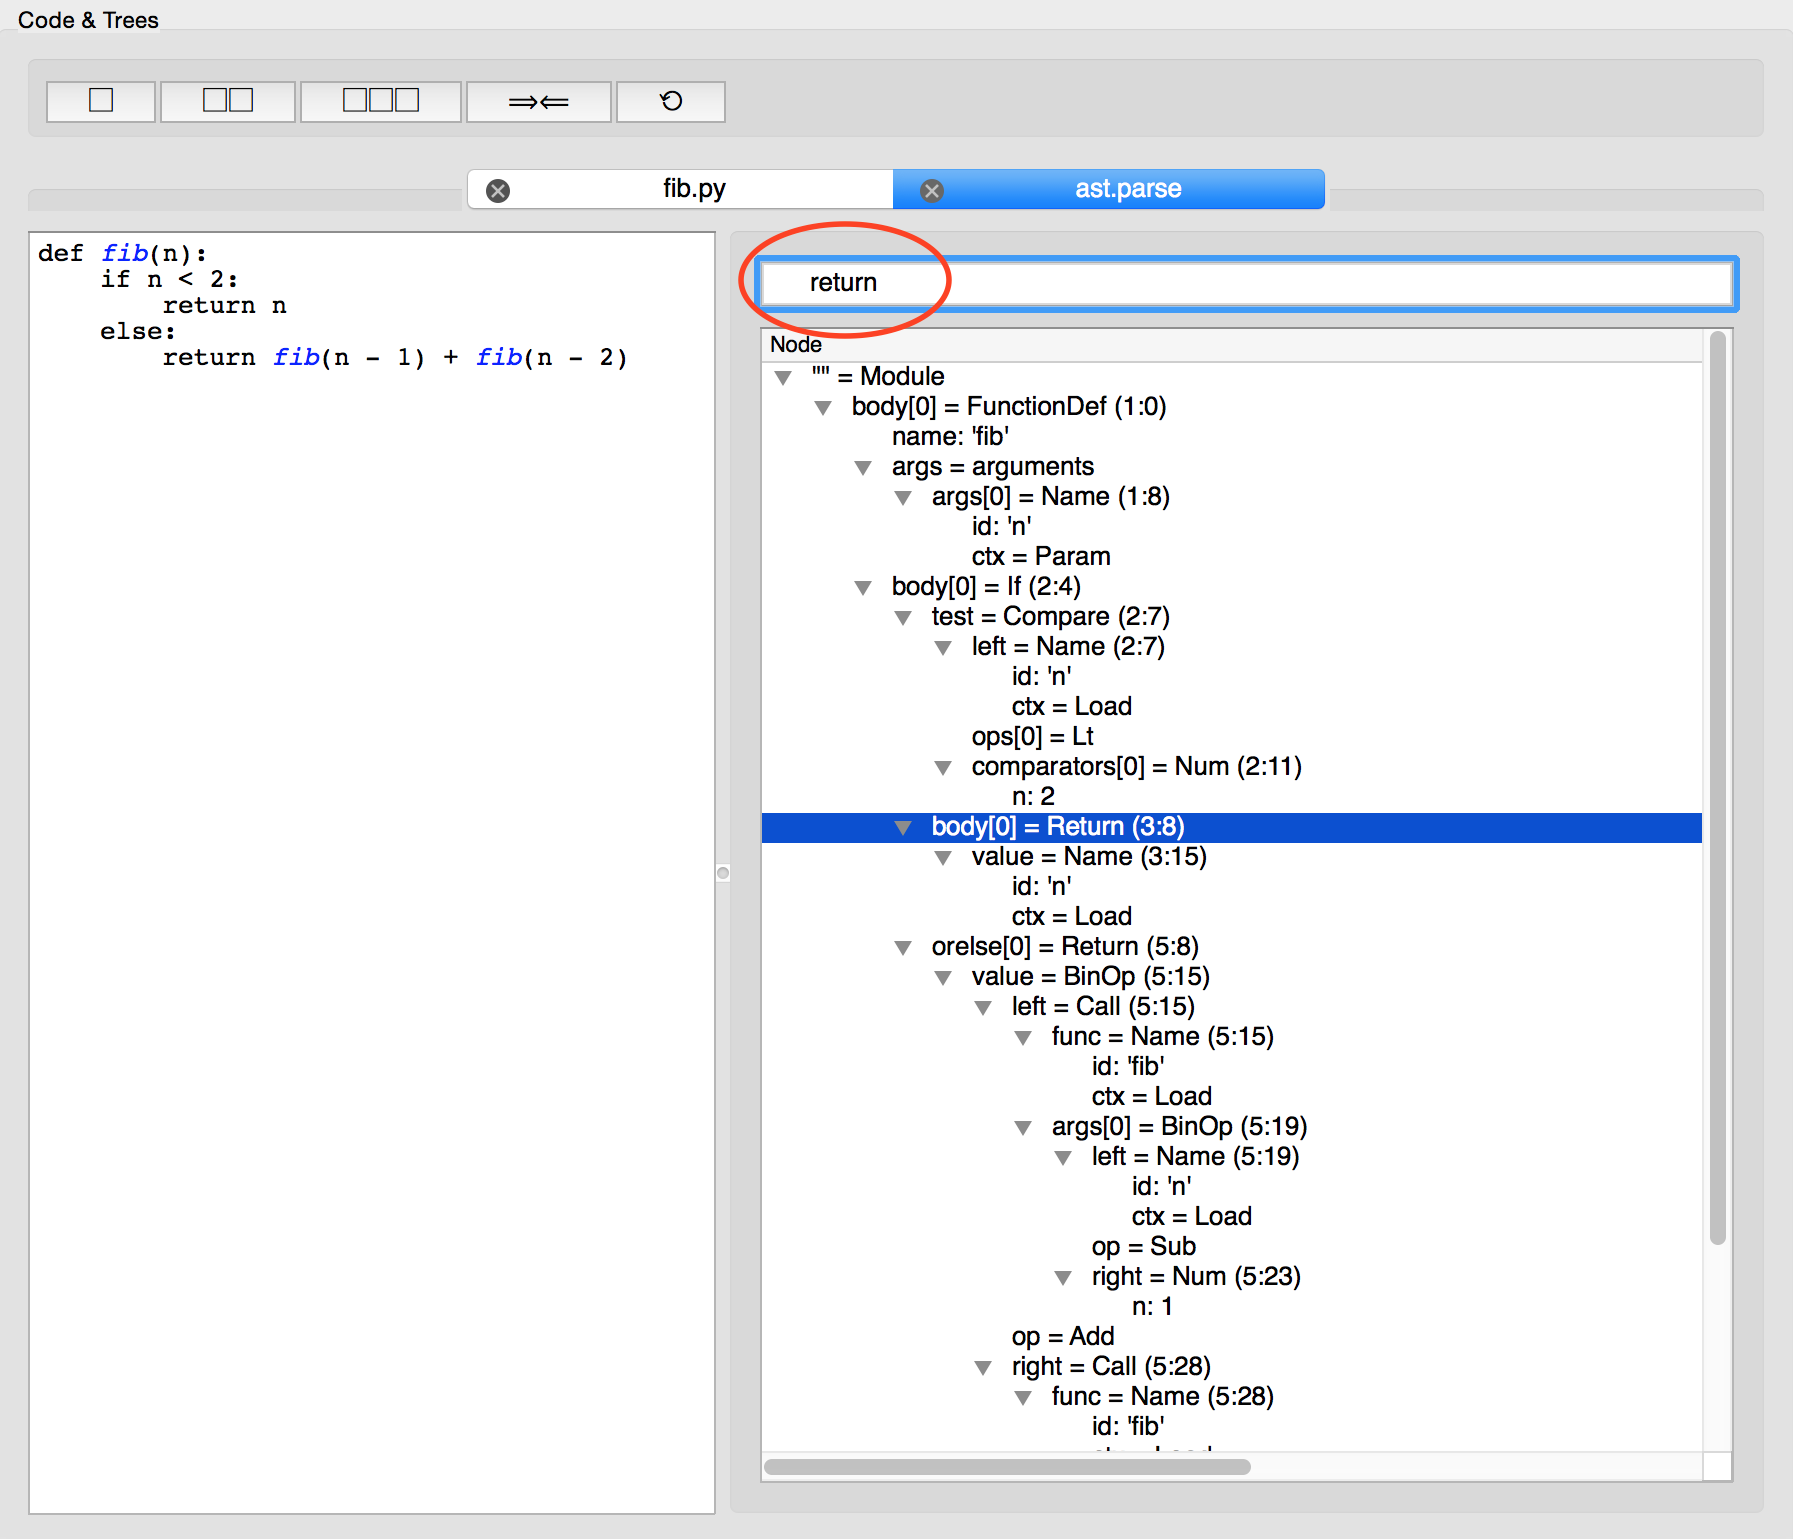 Code & Trees
fib.py
ast.parse
def fib(n):
    if n < 2:
        return n
    else:
        return fib(n - 1) + fib(n - 2)
return
Node
"" = Module
body[0] = FunctionDef (1:0)
name: 'fib'
args = arguments
args[0] = Name (1:8)
id: 'n'
ctx = Param
body[0] = If (2:4)
test = Compare (2:7)
left = Name (2:7)
id: 'n'
ctx = Load
ops[0] = Lt
comparators[0] = Num (2:11)
n: 2
body[0] = Return (3:8)
value = Name (3:15)
id: 'n'
ctx = Load
orelse[0] = Return (5:8)
value = BinOp (5:15)
left = Call (5:15)
func = Name (5:15)
id: 'fib'
ctx = Load
args[0] = BinOp (5:19)
left = Name (5:19)
id: 'n'
ctx = Load
op = Sub
right = Num (5:23)
n: 1
op = Add
right = Call (5:28)
func = Name (5:28)
id: 'fib'